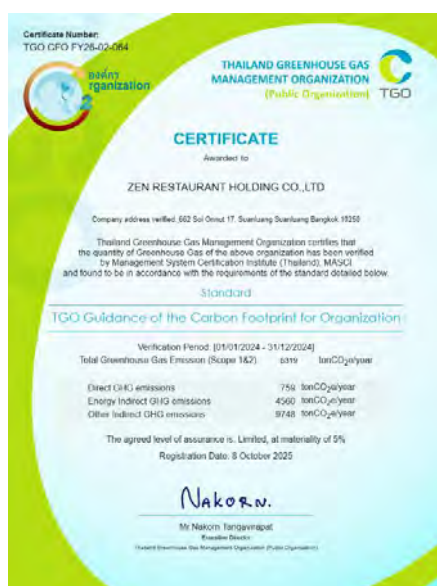 Certificate Number:
TGO CFO FY26-02-064
องค์กร
rganization
2
THAILAND GREENHOUSE GAS
MANAGEMENT ORGANIZATION
(Public Organization)
TGO
CERTIFICATE
Awarded to
ZEN RESTAURANT HOLDING CO.,LTD
Company address verified 662 Soi Onnut 17, Suanluang Suanluang Bangkok 10250
Thailand Greenhouse Gas Management Organization certifies that
the quantity of Greenhouse Gas of the above organization has been verified
by Management System Certification Institute (Thailand), MASCI
and found to be in accordance with the requirements of the standard detailed below.
Standard
TGO Guidance of the Carbon Footprint for Organization
Verification Period: [01/01/2024 - 31/12/2024]
Total Greenhouse Gas Emission (Scope 1&2) 5319 tonCO2e/year
Direct GHG emissions 759 tonCO2e/year
Energy Indirect GHG emissions 4560 tonCO2e/year
Other Indirect GHG emissions 9748 tonCO2e/year
The agreed level of assurance is: Limited, at materiality of 5%
Registration Date: 8 October 2025
NAKORN.
Mr.Nakorn Tangavirapat
Executive Director
Thailand Greenhouse Gas Management Organization (Public Organization)